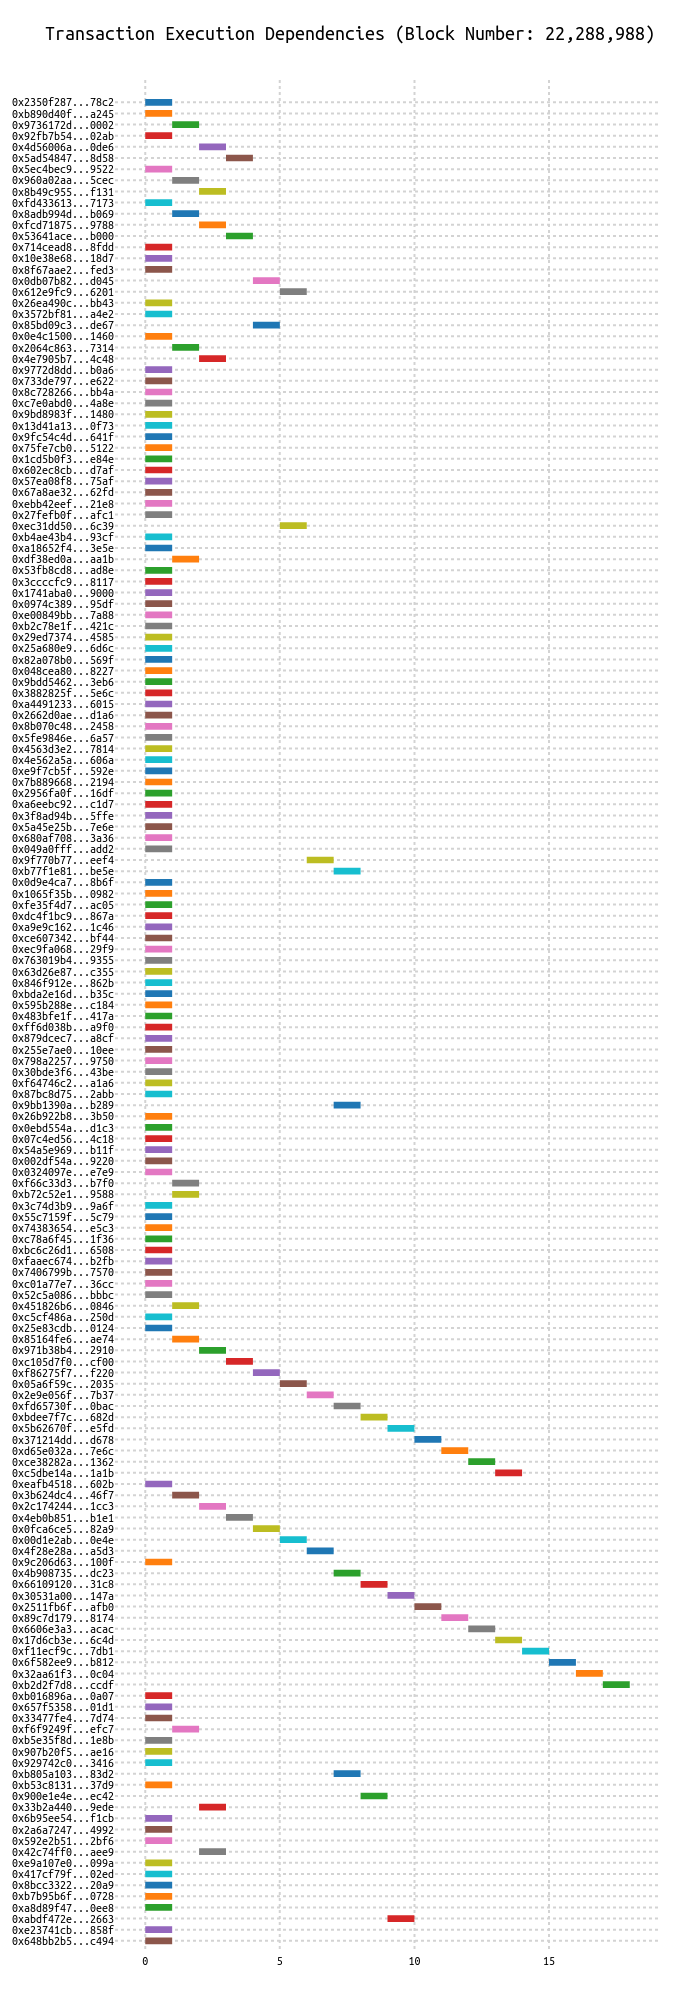 Transaction Execution Dependencies (Block Number: 22,288,988)
0x2350f287...78c2
0xb890d40f...a245
0x9736172d...0002
0x92fb7b54...02ab
0x4d56006a...0de6
0x5ad54847...8d58
0x5ec4bec9...9522
0x960a02aa...5cec
0x8b49c955...f131
0xfd433613...7173
0x8adb994d...b069
0xfcd71875...9788
0x53641ace...b000
0x714cead8...8fdd
0x10e38e68...18d7
0x8f67aae2...fed3
0x0db07b82...d045
0x612e9fc9...6201
0x26ea490c...bb43
0x3572bf81...a4e2
0x85bd09c3...de67
0x0e4c1500...1460
0x2064c863...7314
0x4e7905b7...4c48
0x9772d8dd...b0a6
0x733de797...e622
0x8c728266...bb4a
0xc7e0abd0...4a8e
0x9bd8983f...1480
0x13d41a13...0f73
0x9fc54c4d...641f
0x75fe7cb0...5122
0x1cd5b0f3...e84e
0x602ec8cb...d7af
0x57ea08f8...75af
0x67a8ae32...62fd
0xebb42eef...21e8
0x27fefb0f...afc1
0xec31dd50...6c39
0xb4ae43b4...93cf
0xa18652f4...3e5e
0xdf38ed0a...aa1b
0x53fb8cd8...ad8e
0x3ccccfc9...8117
0x1741aba0...9000
0x0974c389...95df
0xe00849bb...7a88
0xb2c78e1f...421c
0x29ed7374...4585
0x25a680e9...6d6c
0x82a078b0...569f
0x048cea80...8227
0x9bdd5462...3eb6
0x3882825f...5e6c
0xa4491233...6015
0x2662d0ae...d1a6
0x8b070c48...2458
0x5fe9846e...6a57
0x4563d3e2...7814
0x4e562a5a...606a
0xe9f7cb5f...592e
0x7b889668...2194
0x2956fa0f...16df
0xa6eebc92...c1d7
0x3f8ad94b...5ffe
0x5a45e25b...7e6e
0x680af708...3a36
0x049a0fff...add2
0x9f770b77...eef4
0xb77f1e81...be5e
0x0d9e4ca7...8b6f
0x1065f35b...0982
0xfe35f4d7...ac05
0xdc4f1bc9...867a
0xa9e9c162...1c46
0xce607342...bf44
0xec9fa068...29f9
0x763019b4...9355
0x63d26e87...c355
0x846f912e...862b
0xbda2e16d...b35c
0x595b288e...c184
0x483bfe1f...417a
0xff6d038b...a9f0
0x879dcec7...a8cf
0x255e7ae0...10ee
0x798a2257...9750
0x30bde3f6...43be
0xf64746c2...a1a6
0x87bc8d75...2abb
0x9bb1390a...b289
0x26b922b8...3b50
0x0ebd554a...d1c3
0x07c4ed56...4c18
0x54a5e969...b11f
0x002df54a...9220
0x0324097e...e7e9
0xf66c33d3...b7f0
0xb72c52e1...9588
0x3c74d3b9...9a6f
0x55c7159f...5c79
0x74383654...e5c3
0xc78a6f45...1f36
0xbc6c26d1...6508
0xfaaec674...b2fb
0x7406799b...7570
0xc01a77e7...36cc
0x52c5a086...bbbc
0x451826b6...0846
0xc5cf486a...250d
0x25e83cdb...0124
0x85164fe6...ae74
0x971b38b4...2910
0xc105d7f0...cf00
0xf86275f7...f220
0x05a6f59c...2035
0x2e9e056f...7b37
0xfd65730f...0bac
0xbdee7f7c...682d
0x5b62670f...e5fd
0x371214dd...d678
0xd65e032a...7e6c
0xce38282a...1362
0xc5dbe14a...1a1b
0xeafb4518...602b
0x3b624dc4...46f7
0x2c174244...1cc3
0x4eb0b851...b1e1
0x0fca6ce5...82a9
0x00d1e2ab...0e4e
0x4f28e28a...a5d3
0x9c206d63...100f
0x4b908735...dc23
0x66109120...31c8
0x30531a00...147a
0x2511fb6f...afb0
0x89c7d179...8174
0x6606e3a3...acac
0x17d6cb3e...6c4d
0xf11ecf9c...7db1
0x6f582ee9...b812
0x32aa61f3...0c04
0xb2d2f7d8...ccdf
0xb016896a...0a07
0x657f5358...01d1
0x33477fe4...7d74
0xf6f9249f...efc7
0xb5e35f8d...1e8b
0x907b20f5...ae16
0x929742c0...3416
0xb805a103...83d2
0xb53c8131...37d9
0x900e1e4e...ec42
0x33b2a440...9ede
0x6b95ee54...f1cb
0x2a6a7247...4992
0x592e2b51...2bf6
0x42c74ff0...aee9
0xe9a107e0...099a
0x417cf79f...02ed
0x8bcc3322...20a9
0xb7b95b6f...0728
0xa8d89f47...0ee8
0xabdf472e...2663
0xe23741cb...858f
0x648bb2b5...c494
0 5 10 15